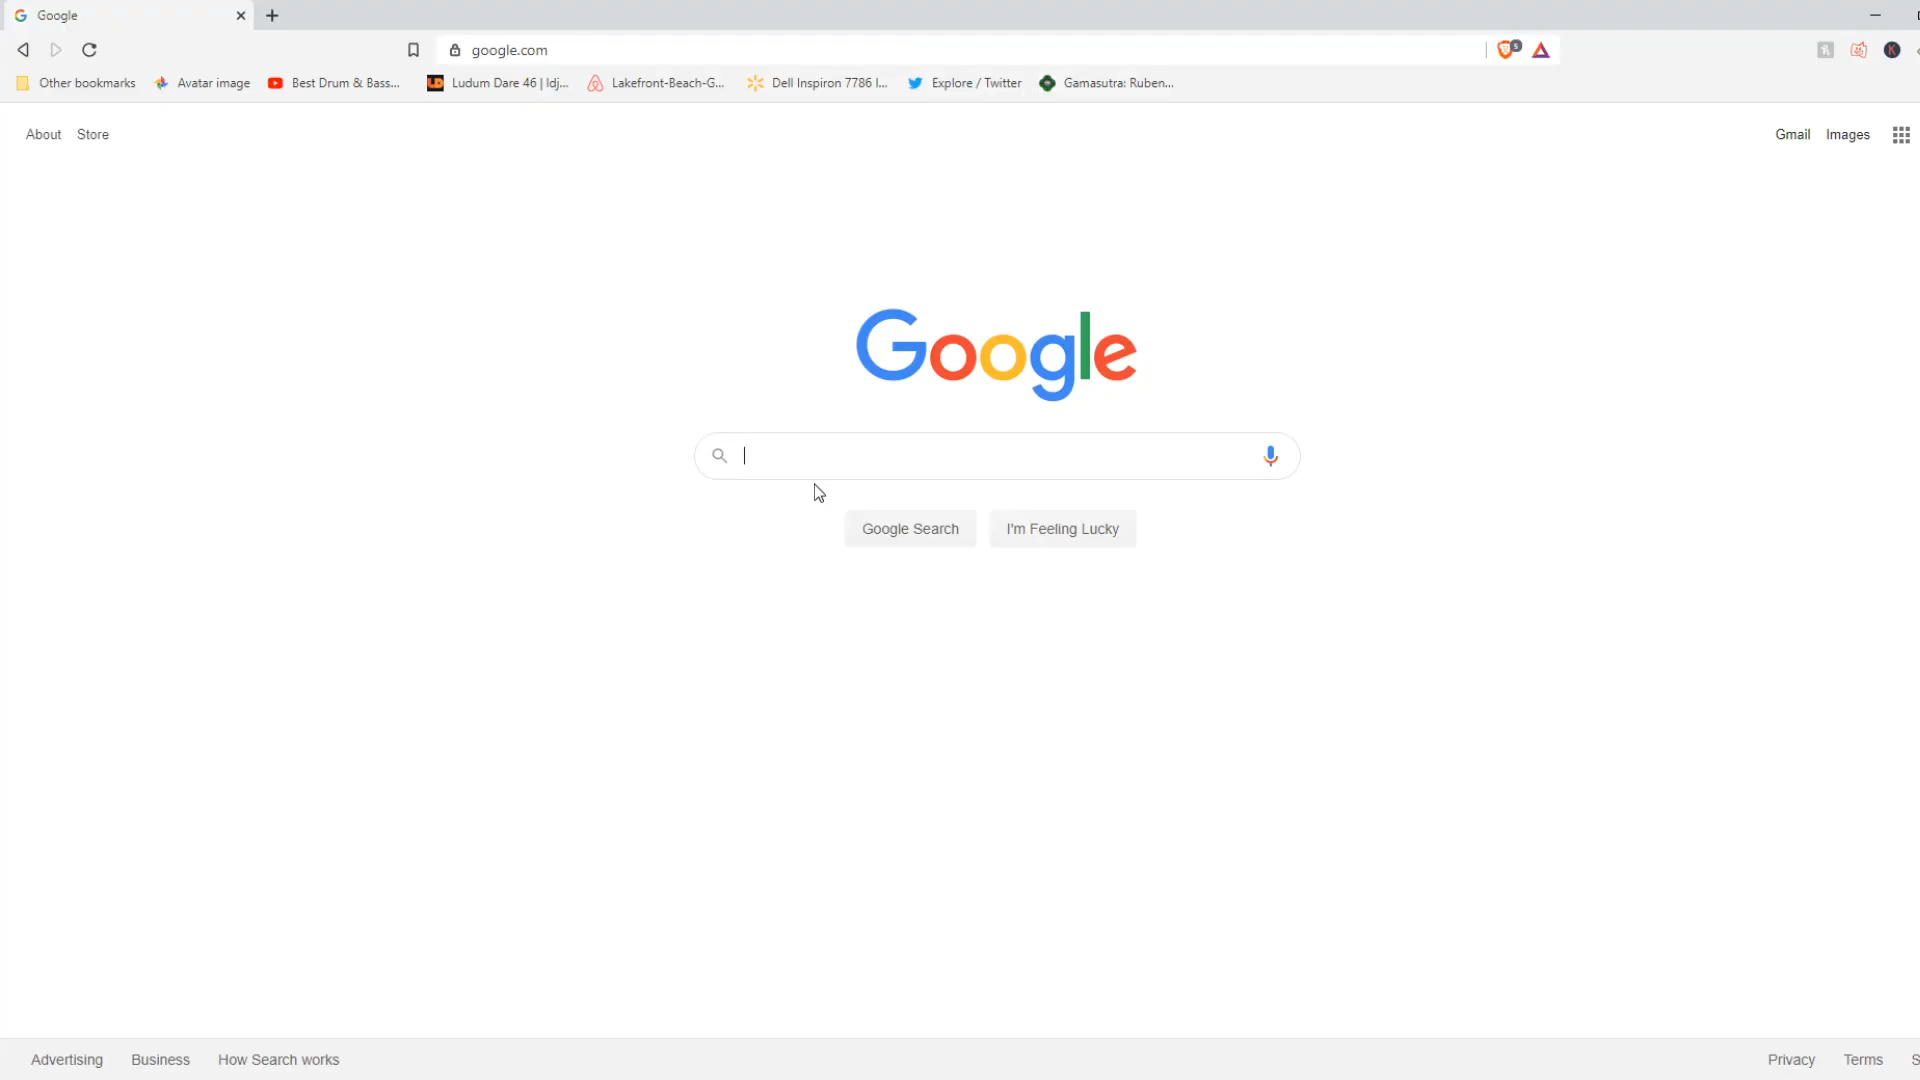 Google
google.com
5
K
Other bookmarks
Avatar image
Best Drum & Bass...
Ludum Dare 46 | ldj...
Lakefront-Beach-G...
Dell Inspiron 7786 I...
Explore / Twitter
Gamasutra: Ruben...
About Store
Gmail Images
Google
Google Search
I'm Feeling Lucky
Advertising Business How Search works
Privacy Terms S